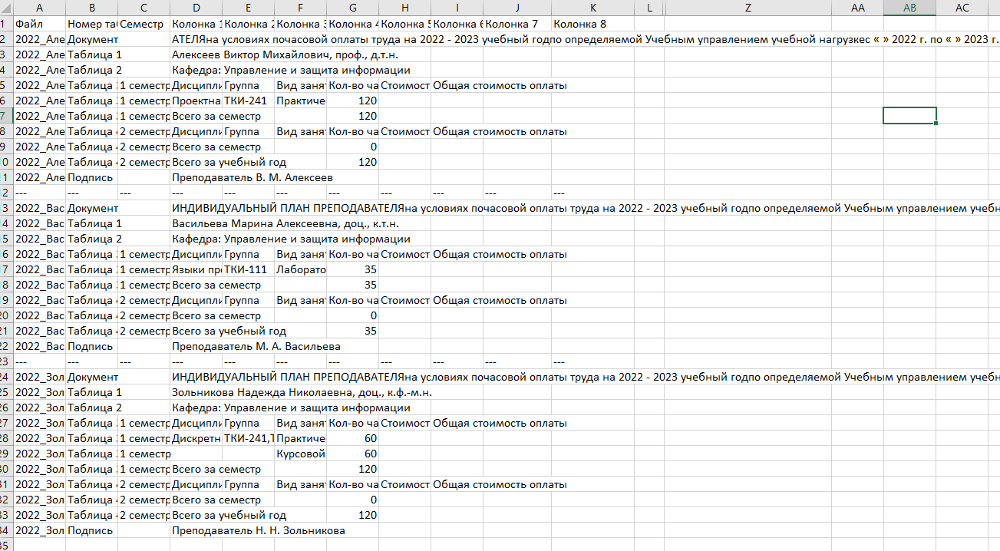 A B C D E F G H I J K L Z AA AB AC
1 Файл Номер та Семестр Колонка 1 Колонка 2 Колонка 3 Колонка 4 Колонка 5 Колонка 6 Колонка 7 Колонка 8
2 2022_Але Документ АТЕЛЯна условиях почасовой оплаты труда на 2022 - 2023 учебный годпо определяемой Учебным управлением учебной нагрузкес « » 2022 г. по « » 2023 г.
3 2022_Але Таблица 1 Алексеев Виктор Михайлович, проф., д.т.н.
4 2022_Але Таблица 2 Кафедра: Управление и защита информации
5 2022_Але Таблица 1 семестр Дисципли Группа Вид заня Кол-во ча Стоимост Общая стоимость оплаты
6 2022_Але Таблица 1 семестр Проектна ТКИ-241 Практиче 120
7 2022_Але Таблица 1 семестр Всего за семестр 120
8 2022_Але Таблица 2 семестр Дисципли Группа Вид заня Кол-во ча Стоимост Общая стоимость оплаты
9 2022_Але Таблица 2 семестр Всего за семестр 0
10 2022_Але Таблица 2 семестр Всего за учебный год 120
11 2022_Але Подпись Преподаватель В. М. Алексеев
12 --- --- --- --- --- --- --- --- --- --- ---
13 2022_Вас Документ ИНДИВИДУАЛЬНЫЙ ПЛАН ПРЕПОДАВАТЕЛЯна условиях почасовой оплаты труда на 2022 - 2023 учебный годпо определяемой Учебным управлением учебн
14 2022_Вас Таблица 1 Васильева Марина Алексеевна, доц., к.т.н.
15 2022_Вас Таблица 2 Кафедра: Управление и защита информации
16 2022_Вас Таблица 1 семестр Дисципли Группа Вид заня Кол-во ча Стоимост Общая стоимость оплаты
17 2022_Вас Таблица 1 семестр Языки пр ТКИ-111 Лаборато 35
18 2022_Вас Таблица 1 семестр Всего за семестр 35
19 2022_Вас Таблица 2 семестр Дисципли Группа Вид заня Кол-во ча Стоимост Общая стоимость оплаты
20 2022_Вас Таблица 2 семестр Всего за семестр 0
21 2022_Вас Таблица 2 семестр Всего за учебный год 35
22 2022_Вас Подпись Преподаватель М. А. Васильева
23 --- --- --- --- --- --- --- --- --- --- ---
24 2022_Зол Документ ИНДИВИДУАЛЬНЫЙ ПЛАН ПРЕПОДАВАТЕЛЯна условиях почасовой оплаты труда на 2022 - 2023 учебный годпо определяемой Учебным управлением учебн
25 2022_Зол Таблица 1 Зольникова Надежда Николаевна, доц., к.ф.-м.н.
26 2022_Зол Таблица 2 Кафедра: Управление и защита информации
27 2022_Зол Таблица 1 семестр Дисципли Группа Вид заня Кол-во ча Стоимост Общая стоимость оплаты
28 2022_Зол Таблица 1 семестр Дискретн ТКИ-241,Т Практиче 60
29 2022_Зол Таблица 1 семестр Курсовой 60
30 2022_Зол Таблица 1 семестр Всего за семестр 120
31 2022_Зол Таблица 2 семестр Дисципли Группа Вид заня Кол-во ча Стоимост Общая стоимость оплаты
32 2022_Зол Таблица 2 семестр Всего за семестр 0
33 2022_Зол Таблица 2 семестр Всего за учебный год 120
34 2022_Зол Подпись Преподаватель Н. Н. Зольникова
35